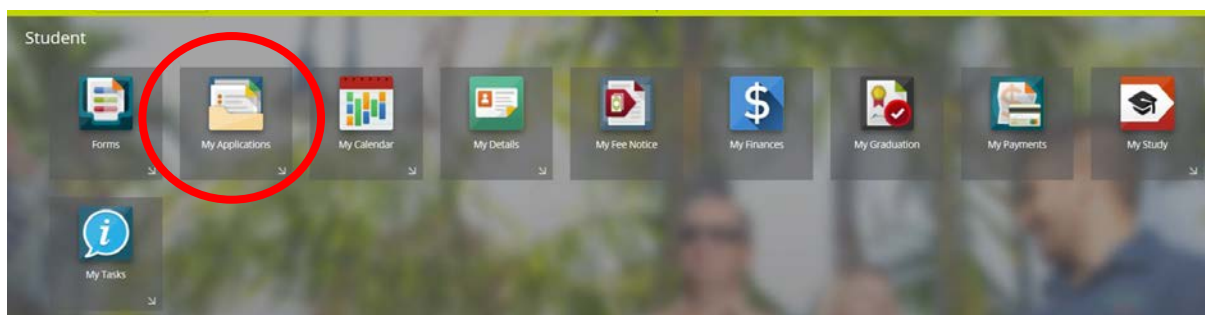 Student
Forms
My Applications
My Calendar
My Details
My Fee Notice
My Finances
My Graduation
My Payments
My Study
My Tasks